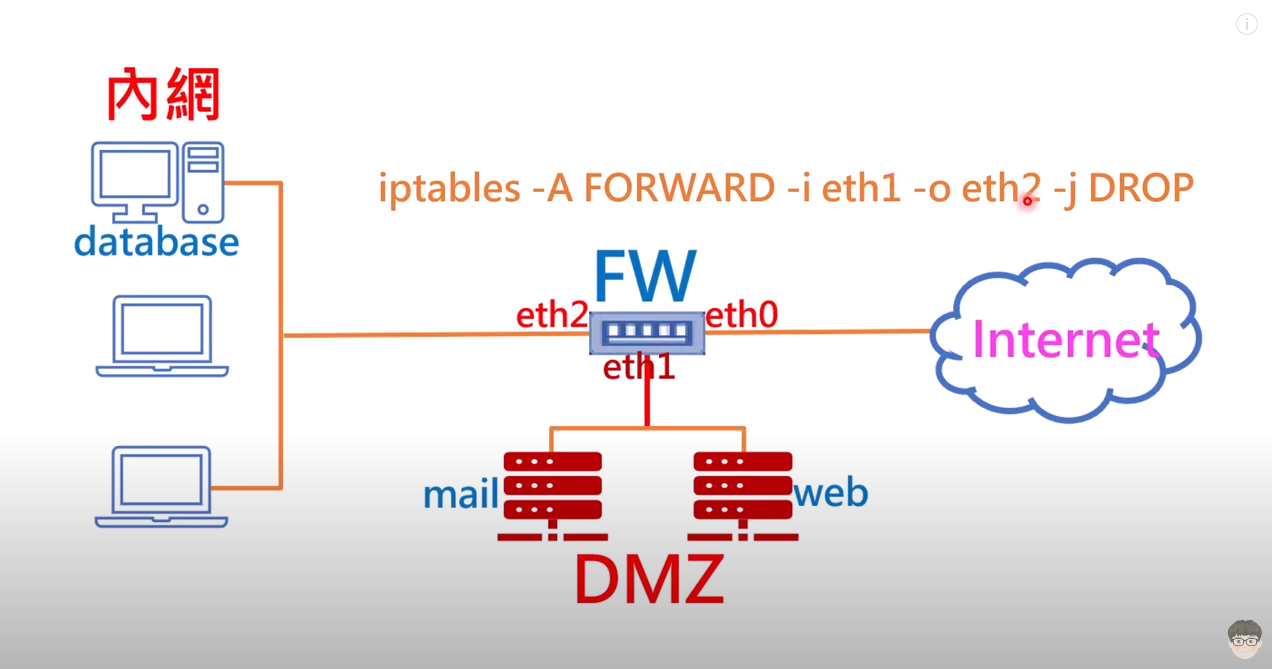 內網
iptables -A FORWARD -i eth1 -o eth2 -j DROP
database
FW
eth2
eth0
Internet
eth1
mail
web
DMZ